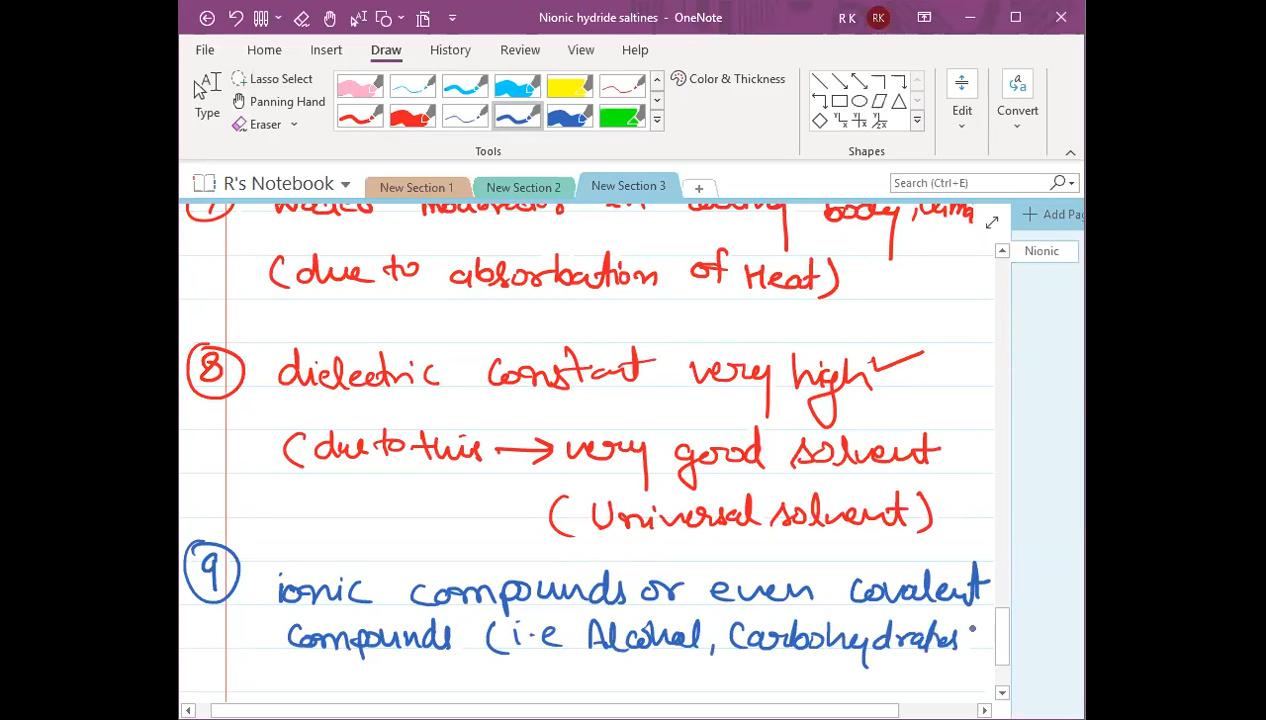 Nionic hydride saltines - OneNote
R K RK
File Home Insert Draw History Review View Help
Type
Lasso Select
Panning Hand
Eraser
Color & Thickness
Edit
Convert
Tools
Shapes
R's Notebook
New Section 1
New Section 2
New Section 3
Search (Ctrl+E)
Add Pag
Nionic
7 body,
(due to absorbation of Heat)
8 dielectric constant very high
(due to this → very good solvent
(Universal solvent)
9 ionic compounds or even covalent
compounds (i.e Alcohal, Carbohydrates